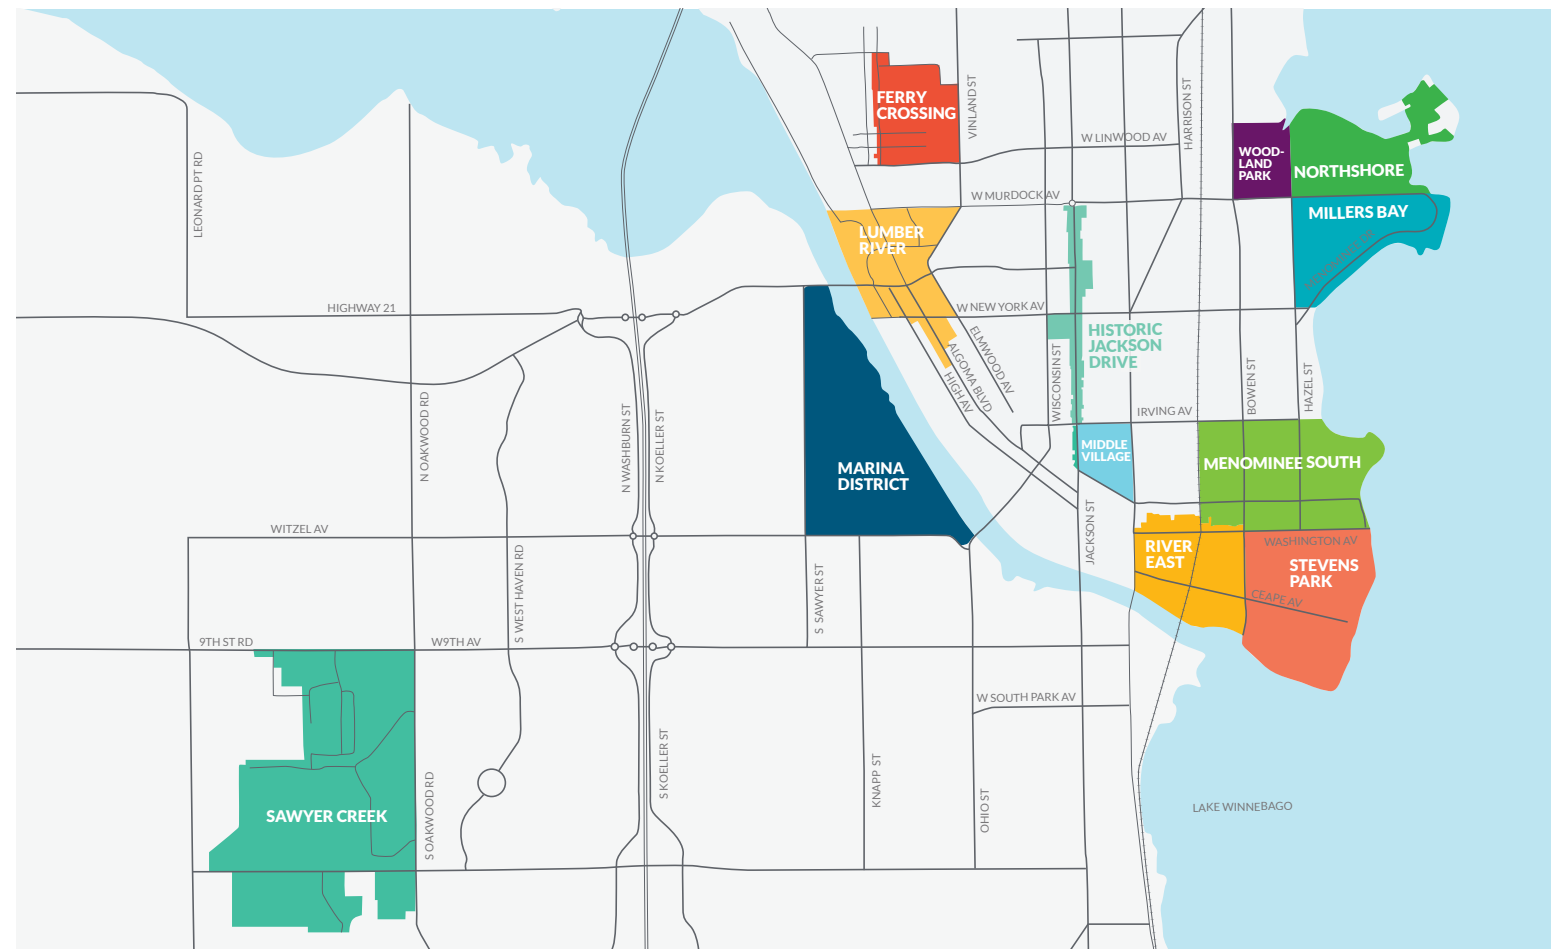 FERRY
CROSSING
VINLAND ST
HARRISON ST
W LINWOOD AV
WOOD-
LAND
PARK
NORTHSHORE
LEONARD PT RD
W MURDOCK AV
MILLERS BAY
LUMBER
RIVER
HIGHWAY 21
W NEW YORK AV
HISTORIC
JACKSON
DRIVE
ELMWOOD AV
ALGOMA BLVD
HIGH AV
WISCONSIN ST
BOWEN ST
HAZEL ST
IRVING AV
N OAKWOOD RD
N WASHBURN ST
N KOELLER ST
MIDDLE
VILLAGE
MENOMINEE SOUTH
MARINA
DISTRICT
WITZEL AV
JACKSON ST
WASHINGTON AV
RIVER
EAST
STEVENS
PARK
CEAPE AV
S WEST HAVEN RD
S SAWYER ST
9TH ST RD
W9TH AV
W SOUTH PARK AV
S KOELLER ST
KNAPP ST
OHIO ST
LAKE WINNEBAGO
SAWYER CREEK
S OAKWOOD RD